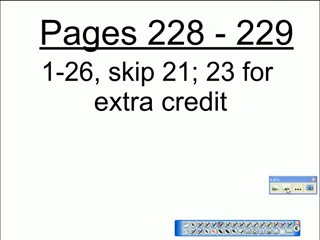 Pages 228 - 229
1-26, skip 21; 23 for
extra credit